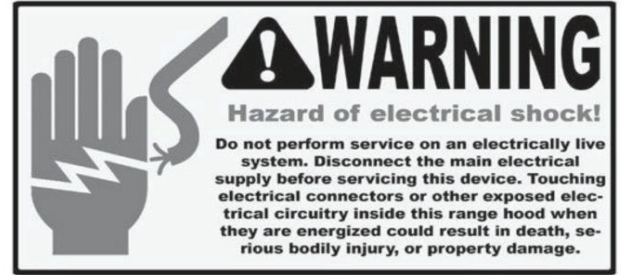 WARNING
Hazard of electrical shock!
Do not perform service on an electrically live
system. Disconnect the main electrical
supply before servicing this device. Touching
electrical connectors or other exposed elec-
trical circuitry inside this range hood when
they are energized could result in death, se-
rious bodily injury, or property damage.